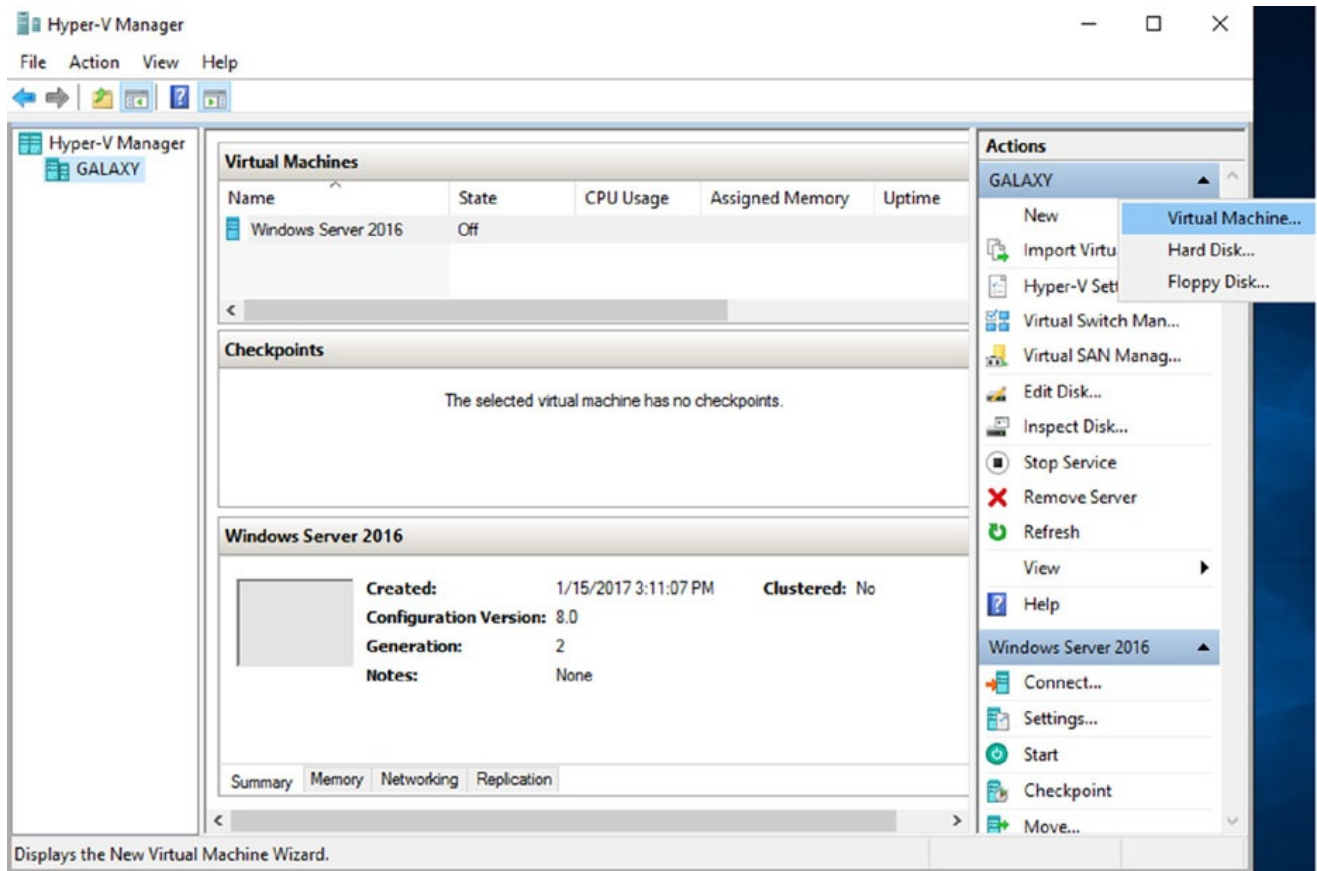 Hyper-V Manager
File Action View Help
Hyper-V Manager
GALAXY
Virtual Machines
Name State CPU Usage Assigned Memory Uptime
Windows Server 2016 Off
Checkpoints
The selected virtual machine has no checkpoints.
Windows Server 2016
Created: 1/15/2017 3:11:07 PM Clustered: No
Configuration Version: 8.0
Generation: 2
Notes: None
Summary Memory Networking Replication
Actions
GALAXY
New
Virtual Machine...
Hard Disk...
Floppy Disk...
Import Virtu
Hyper-V Sett
Virtual Switch Man...
Virtual SAN Manag...
Edit Disk...
Inspect Disk...
Stop Service
Remove Server
Refresh
View
Help
Windows Server 2016
Connect...
Settings...
Start
Checkpoint
Move...
Displays the New Virtual Machine Wizard.